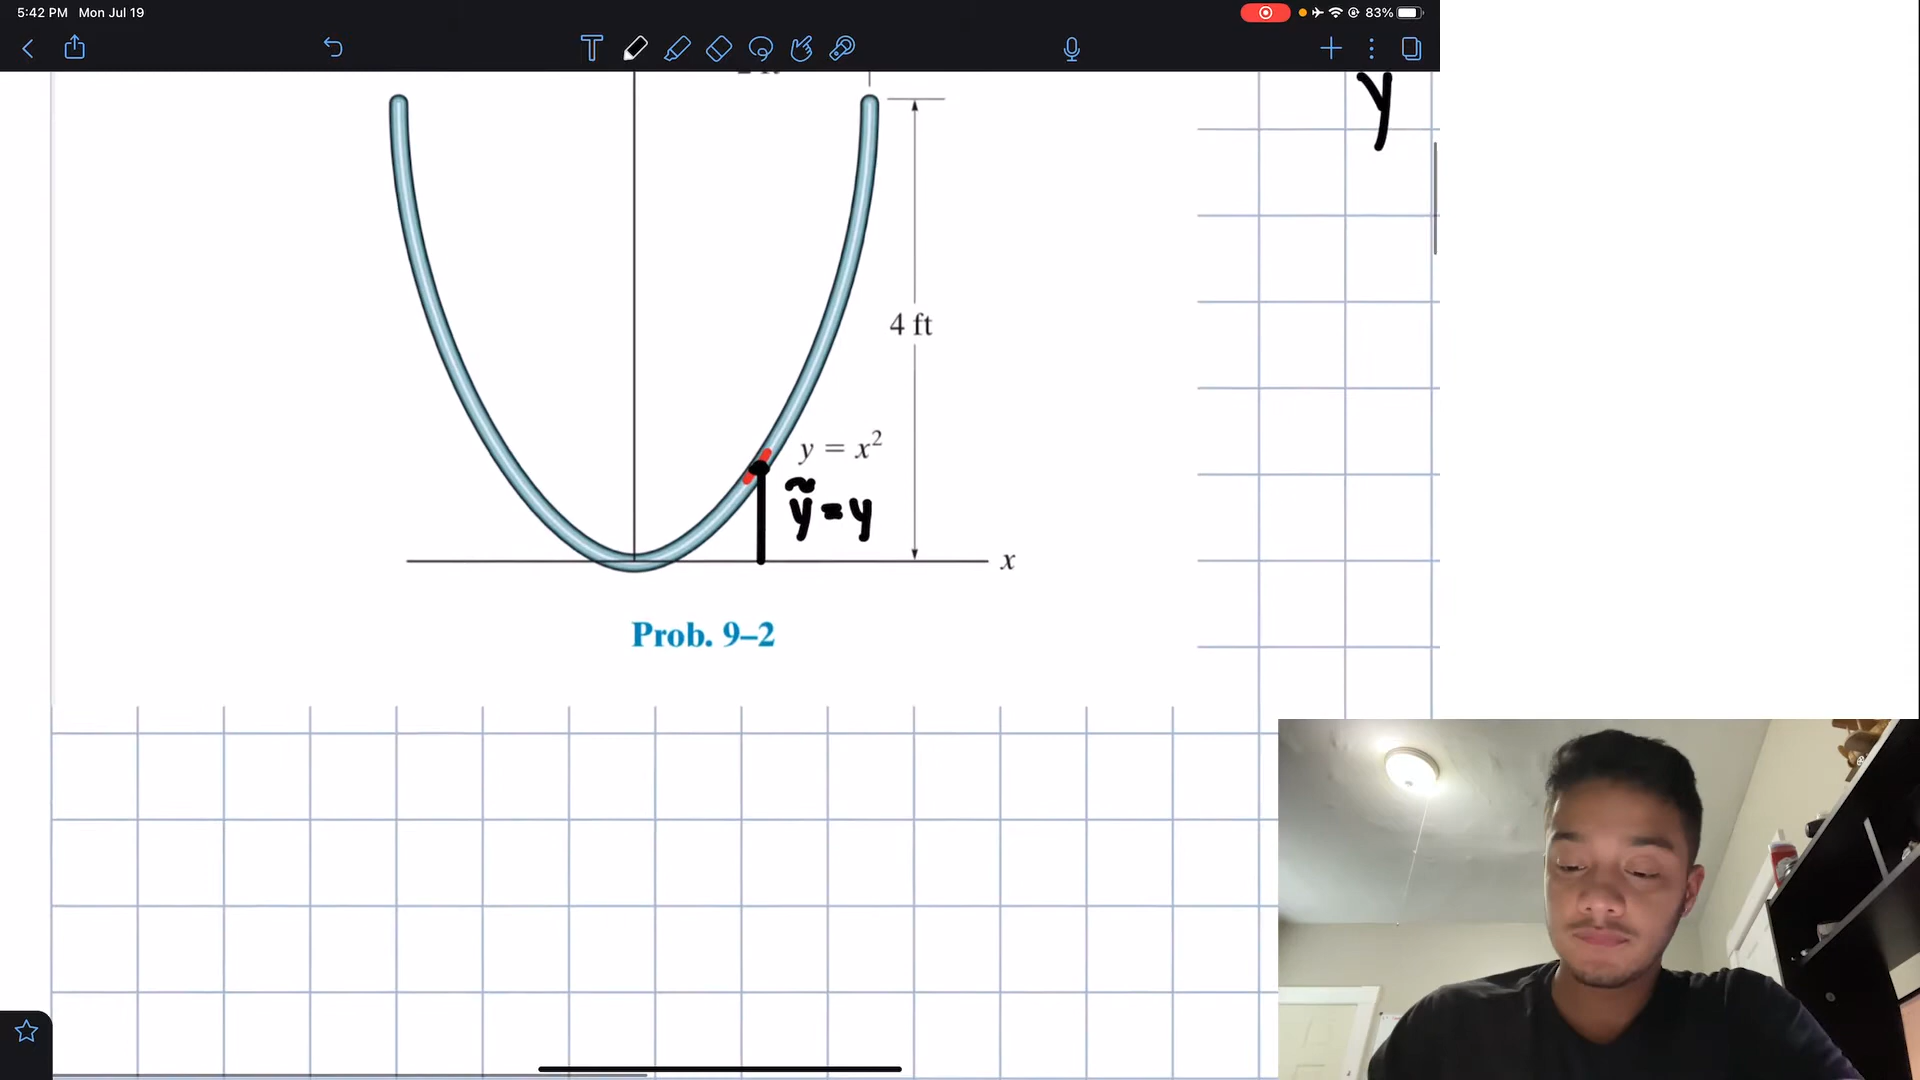 5:42 PM Mon Jul 19
83%
T
y
4 ft
y = x²
ỹ = y
x
Prob. 9–2